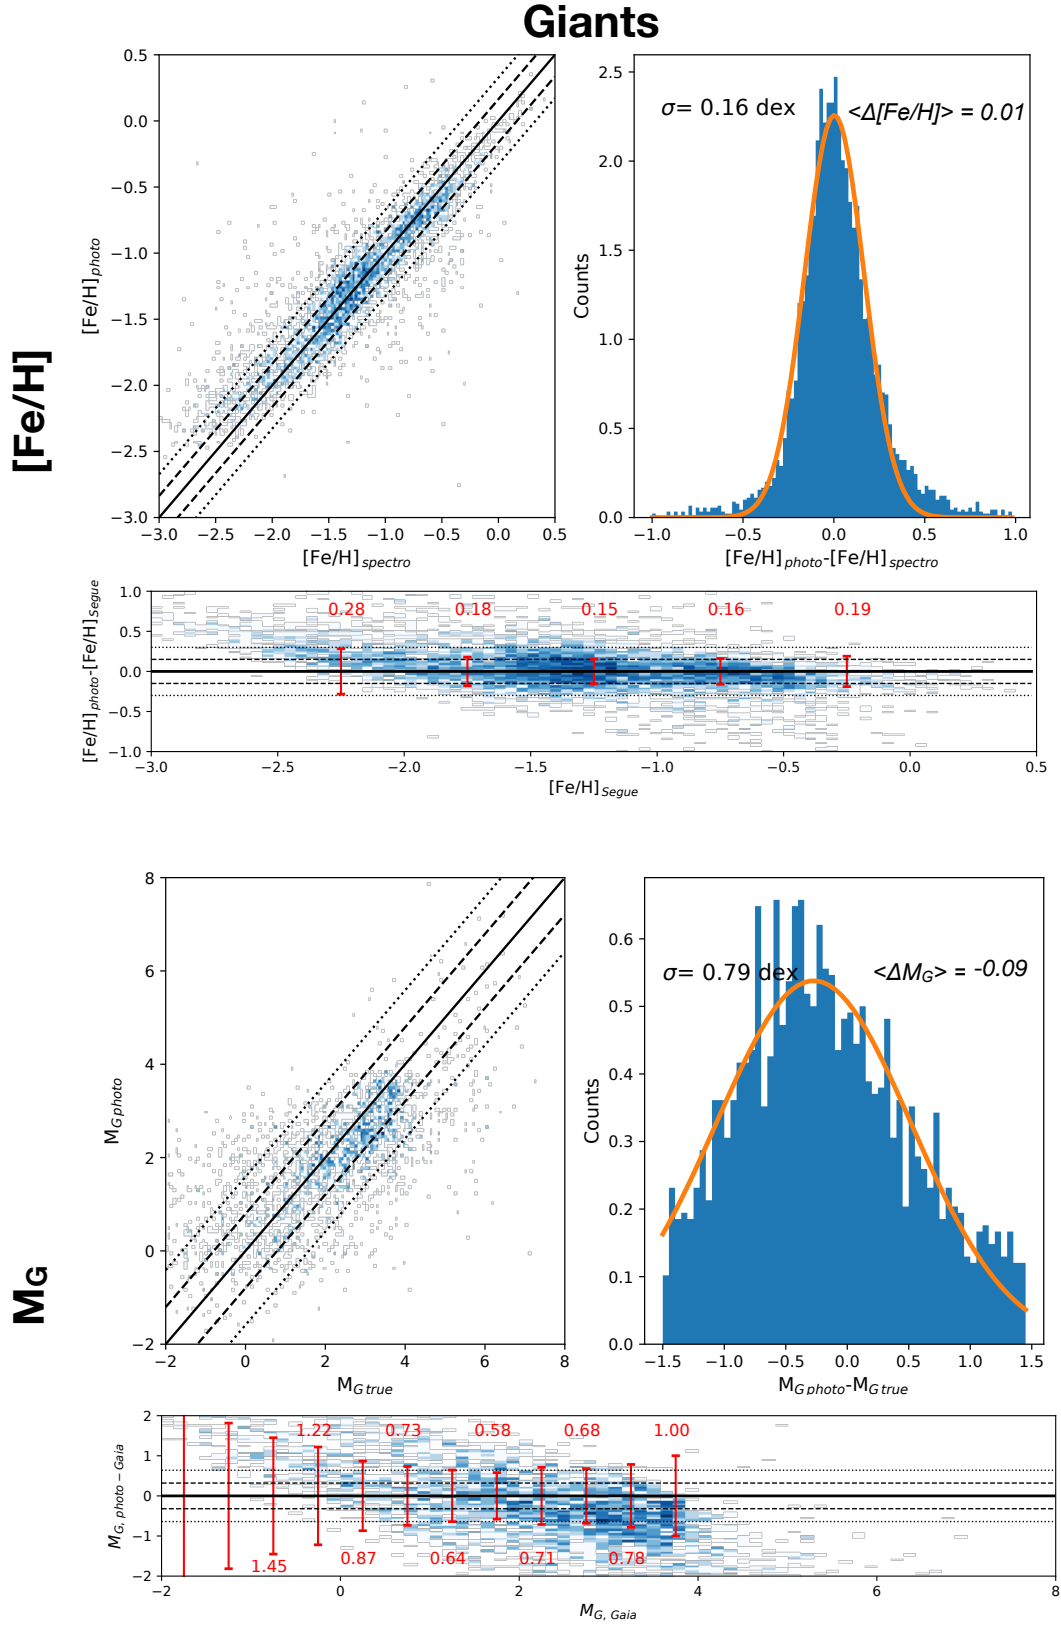 Giants
[Fe/H]
0.5
0.0
−0.5
−1.0
−1.5
−2.0
−2.5
−3.0
[Fe/H]photo
−3.0 −2.5 −2.0 −1.5 −1.0 −0.5 0.0 0.5
[Fe/H]spectro
σ= 0.16 dex <Δ[Fe/H]> = 0.01
2.5
2.0
1.5
1.0
0.5
0.0
Counts
−1.0 −0.5 0.0 0.5 1.0
[Fe/H]photo-[Fe/H]spectro
1.0
0.5
0.0
−0.5
−1.0
[Fe/H]photo-[Fe/H]Segue
0.28 0.18 0.15 0.16 0.19
−3.0 −2.5 −2.0 −1.5 −1.0 −0.5 0.0 0.5
[Fe/H]Segue
MG
8
6
4
2
0
−2
MG photo
−2 0 2 4 6 8
MG true
σ= 0.79 dex <ΔMG> = -0.09
0.6
0.5
0.4
0.3
0.2
0.1
0.0
Counts
−1.5 −1.0 −0.5 0.0 0.5 1.0 1.5
MG photo-MG true
2
1
0
−1
−2
MG, photo − Gaia
1.22 0.73 0.58 0.68 1.00
1.45 0.87 0.64 0.71 0.78
−2 0 2 4 6 8
MG, Gaia